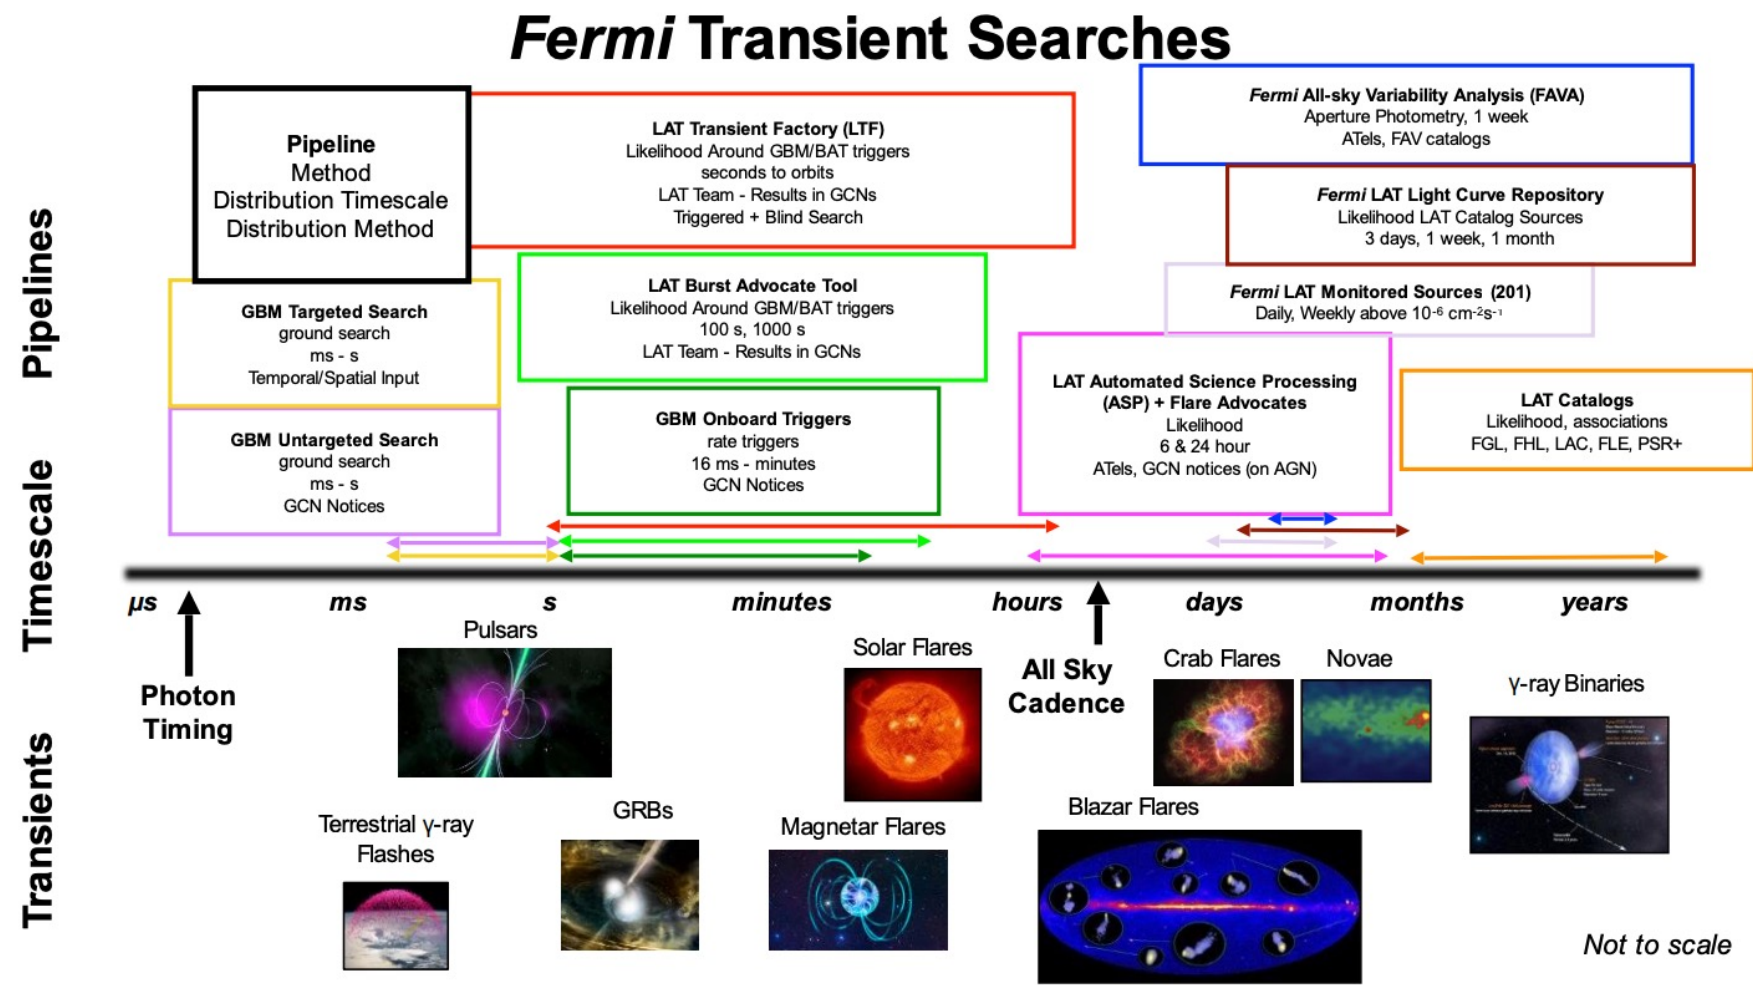 Fermi Transient Searches
Pipelines
Pipeline
Method
Distribution Timescale
Distribution Method
LAT Transient Factory (LTF)
Likelihood Around GBM/BAT triggers
seconds to orbits
LAT Team - Results in GCNs
Triggered + Blind Search
Fermi All-sky Variability Analysis (FAVA)
Aperture Photometry, 1 week
ATels, FAV catalogs
Fermi LAT Light Curve Repository
Likelihood LAT Catalog Sources
3 days, 1 week, 1 month
GBM Targeted Search
ground search
ms - s
Temporal/Spatial Input
LAT Burst Advocate Tool
Likelihood Around GBM/BAT triggers
100 s, 1000 s
LAT Team - Results in GCNs
Fermi LAT Monitored Sources (201)
Daily, Weekly above 10⁻⁶ cm⁻²s⁻¹
GBM Untargeted Search
ground search
ms - s
GCN Notices
GBM Onboard Triggers
rate triggers
16 ms - minutes
GCN Notices
LAT Automated Science Processing
(ASP) + Flare Advocates
Likelihood
6 & 24 hour
ATels, GCN notices (on AGN)
LAT Catalogs
Likelihood, associations
FGL, FHL, LAC, FLE, PSR+
Timescale
µs ms s minutes hours days months years
Photon
Timing
All Sky
Cadence
Transients
Pulsars
Solar Flares
Crab Flares
Novae
γ-ray Binaries
Terrestrial γ-ray
Flashes
GRBs
Magnetar Flares
Blazar Flares
Not to scale